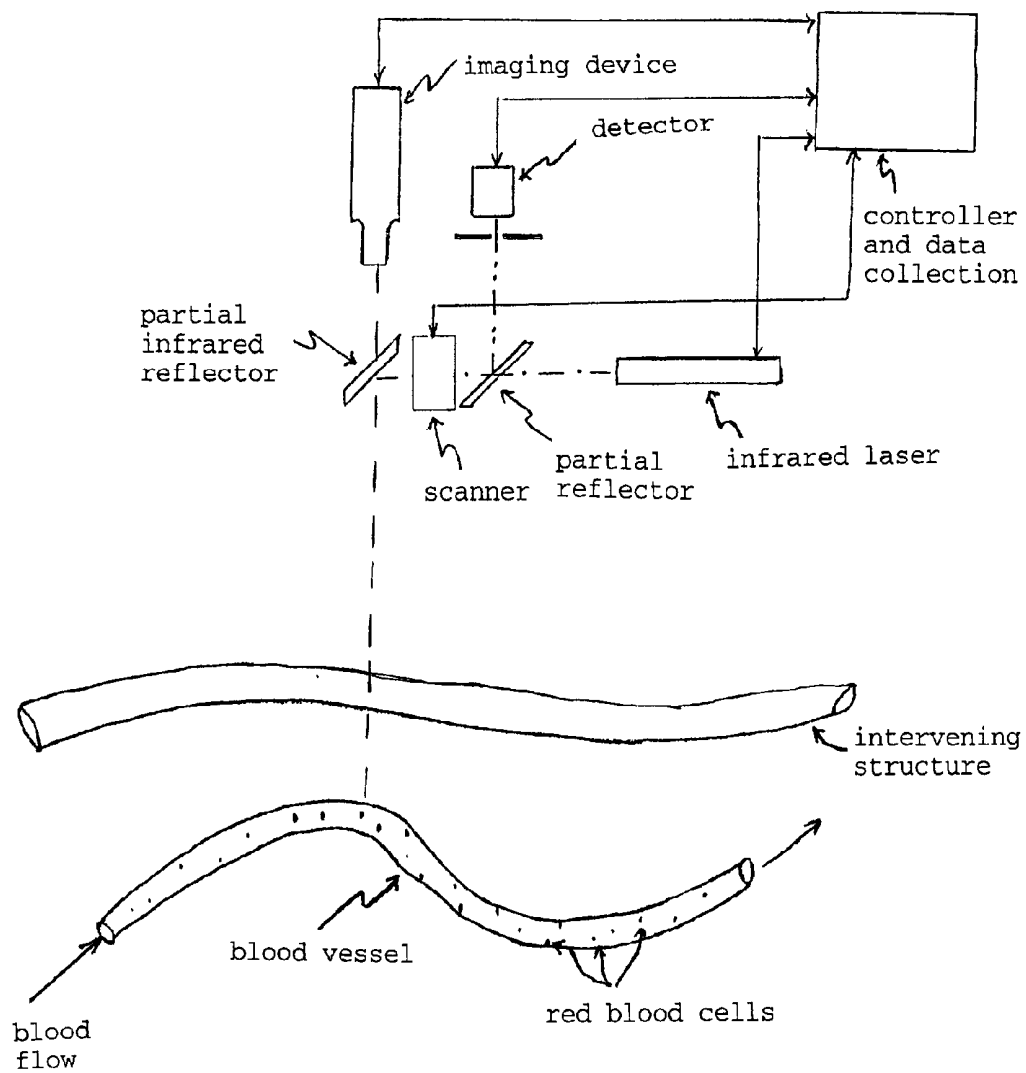 imaging device
detector
controller
and data
collection
partial
infrared
reflector
scanner
partial
reflector
infrared laser
intervening
structure
blood vessel
red blood cells
blood
flow